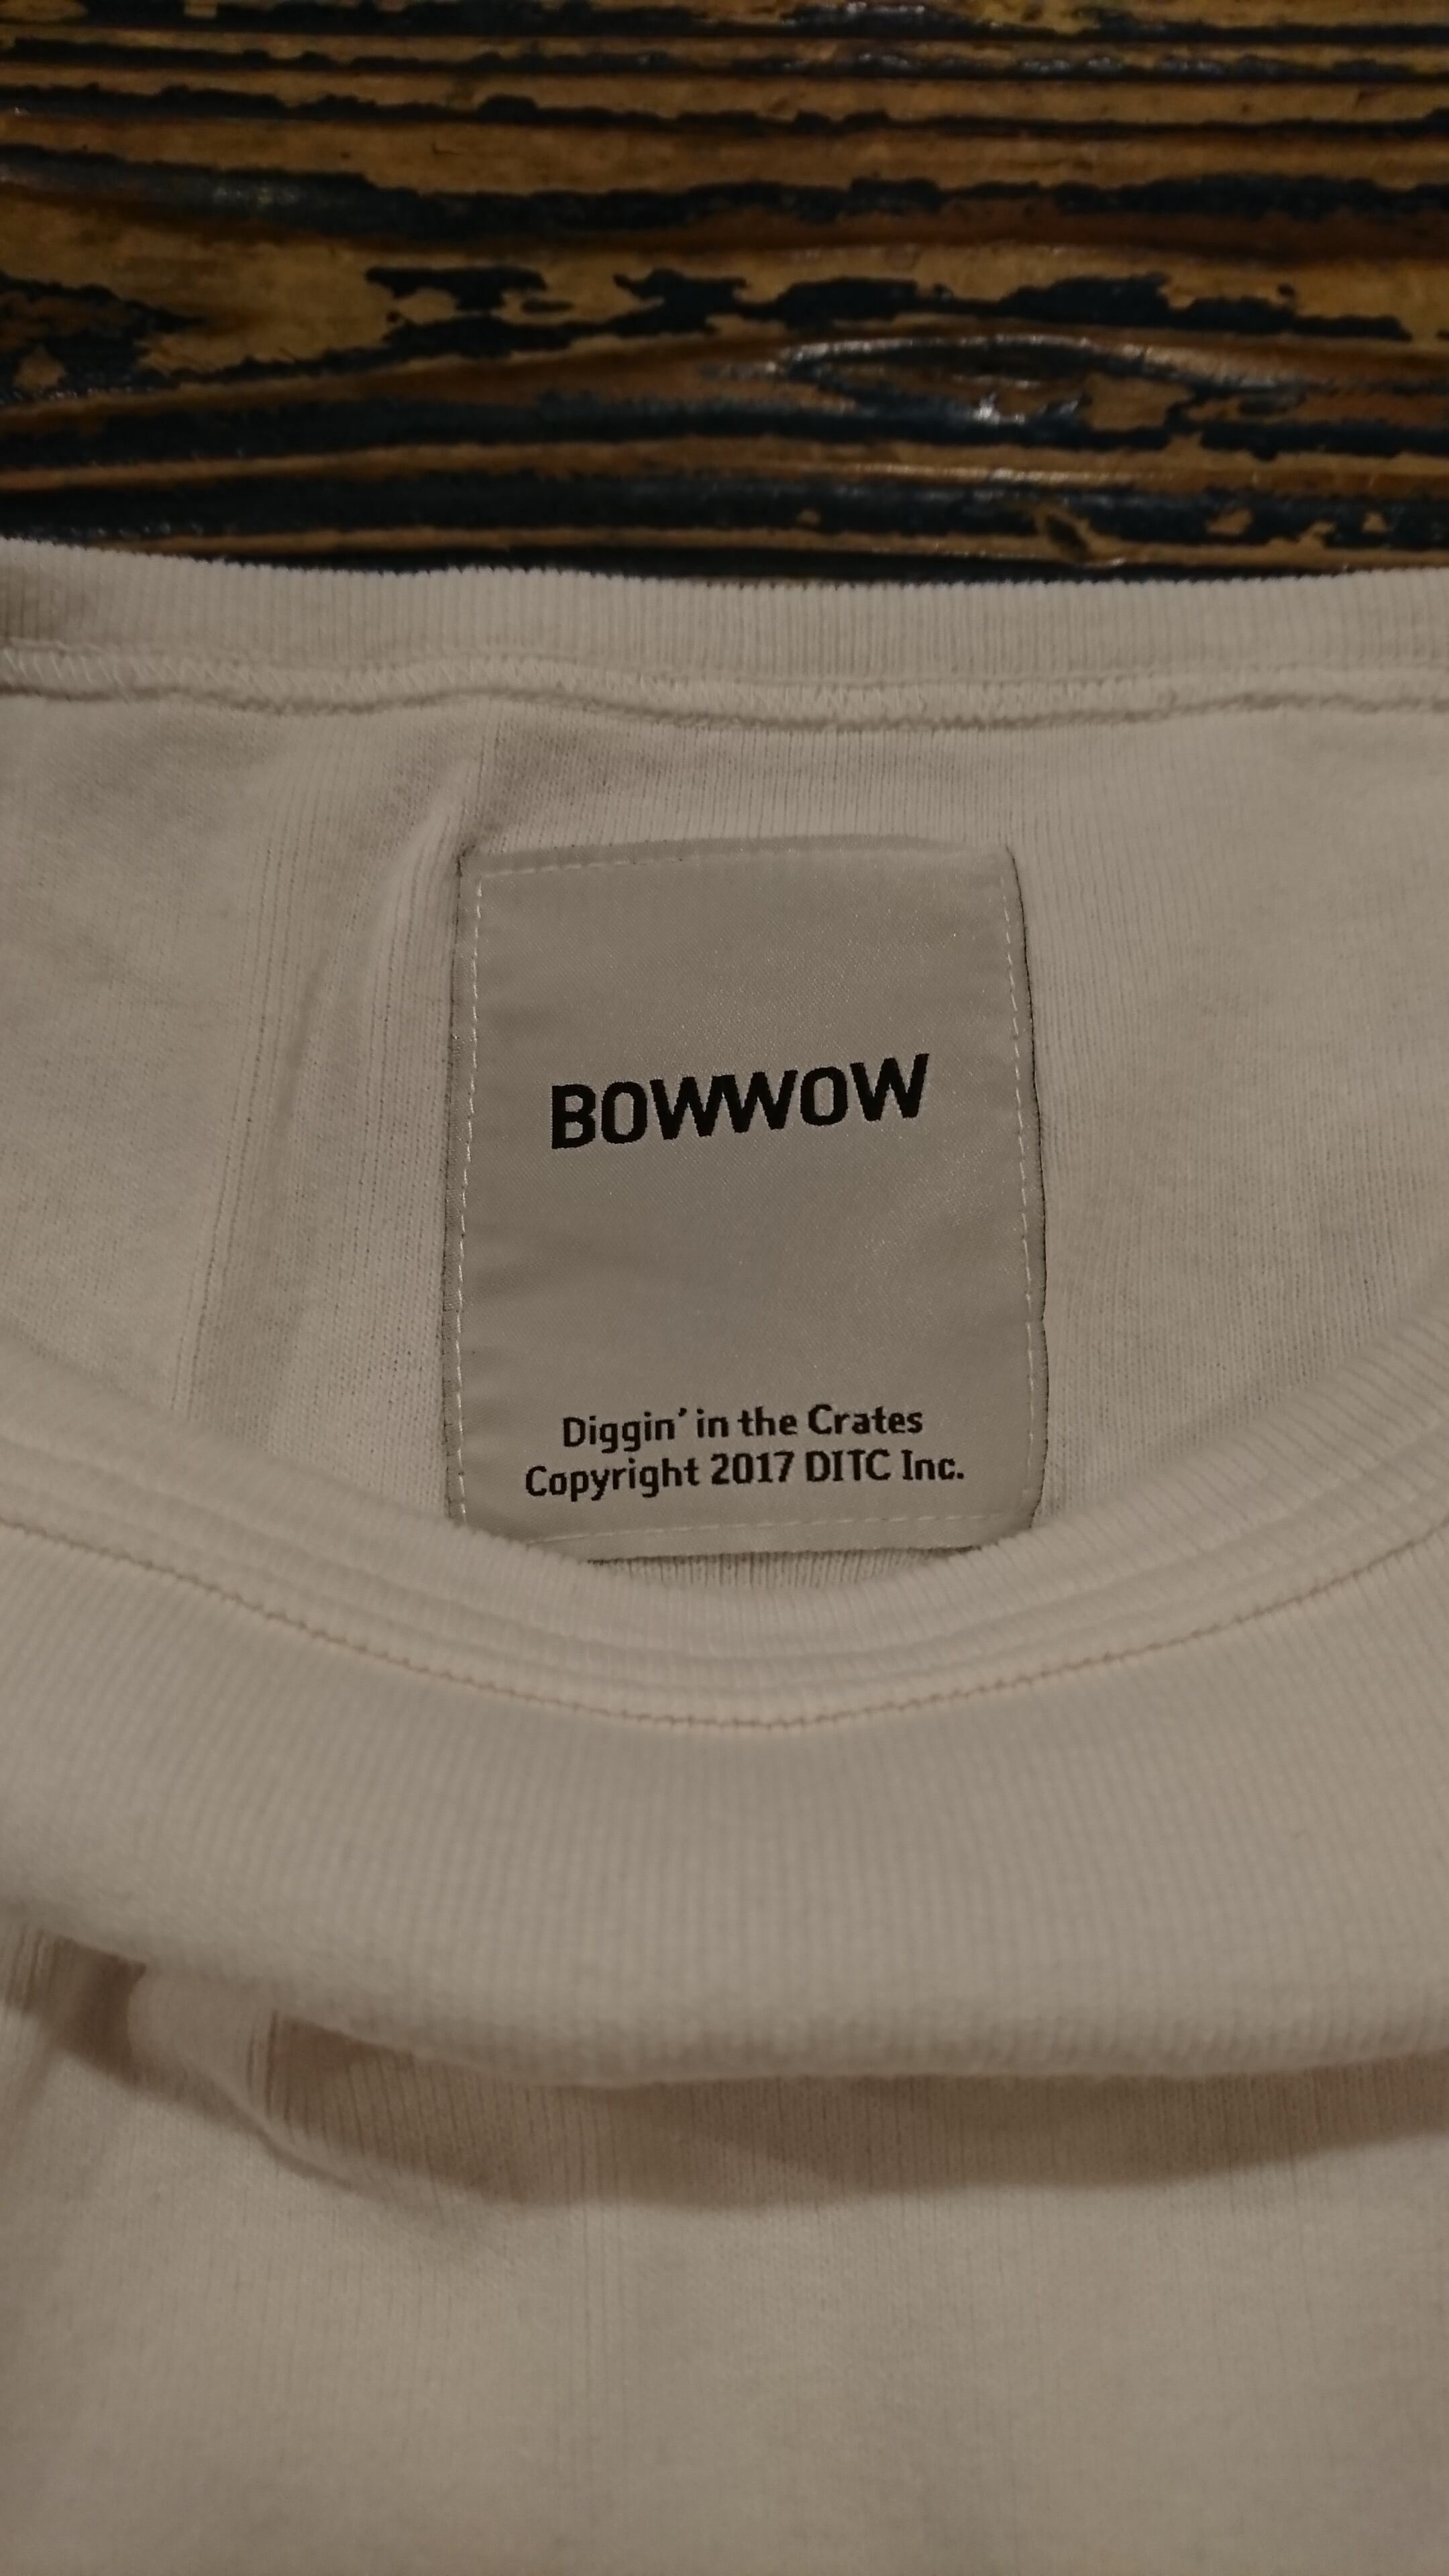 BOWWOW
Diggin' in the Crates
Copyright 2017 DITC Inc.